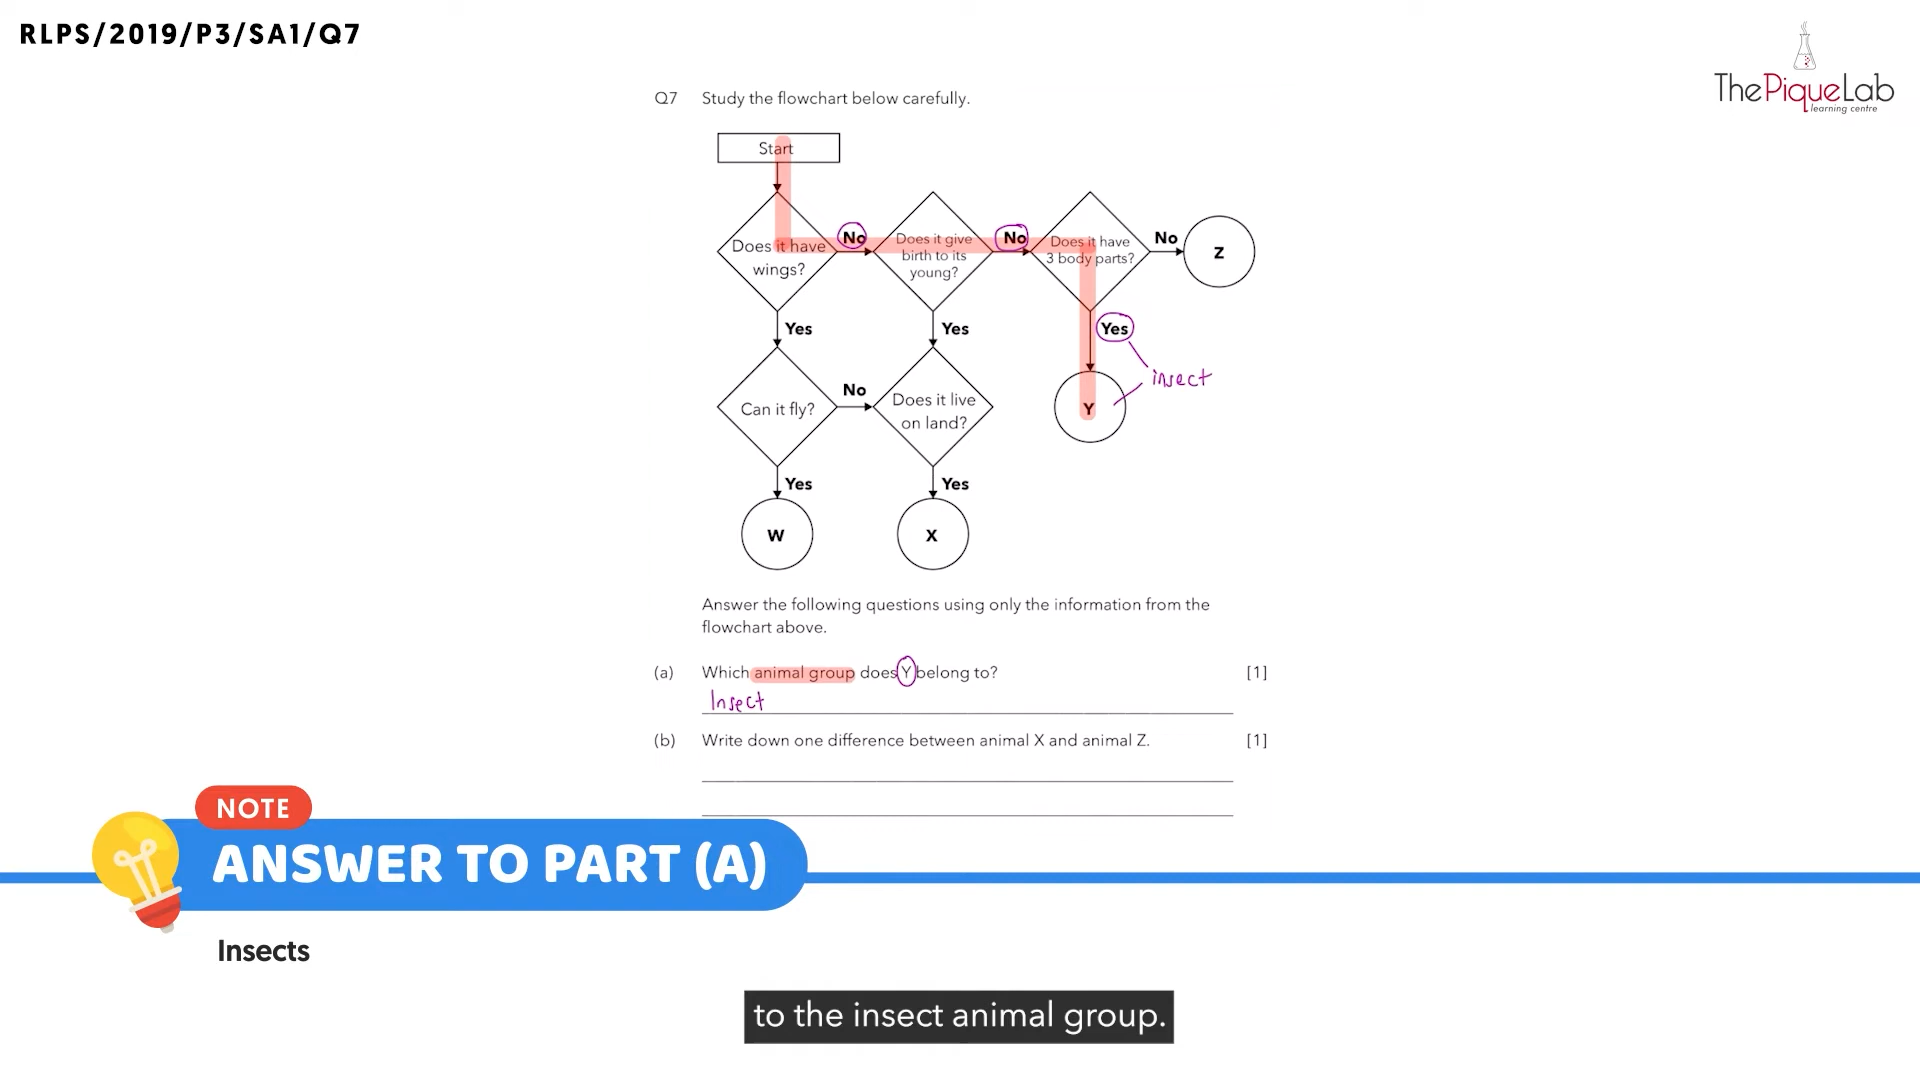 RLPS/2019/P3/SA1/Q7
ThePiqueLab
learning centre
Q7 Study the flowchart below carefully.
Start
Does it have
wings?
No
Does it give
birth to its
young?
No
Does it have
3 body parts?
No
Z
Yes
Yes
Yes
insect
Can it fly?
No
Does it live
on land?
Y
Yes
Yes
W
X
Answer the following questions using only the information from the
flowchart above.
(a) Which animal group does Y belong to? [1]
Insect
(b) Write down one difference between animal X and animal Z. [1]
NOTE
ANSWER TO PART (A)
Insects
to the insect animal group.